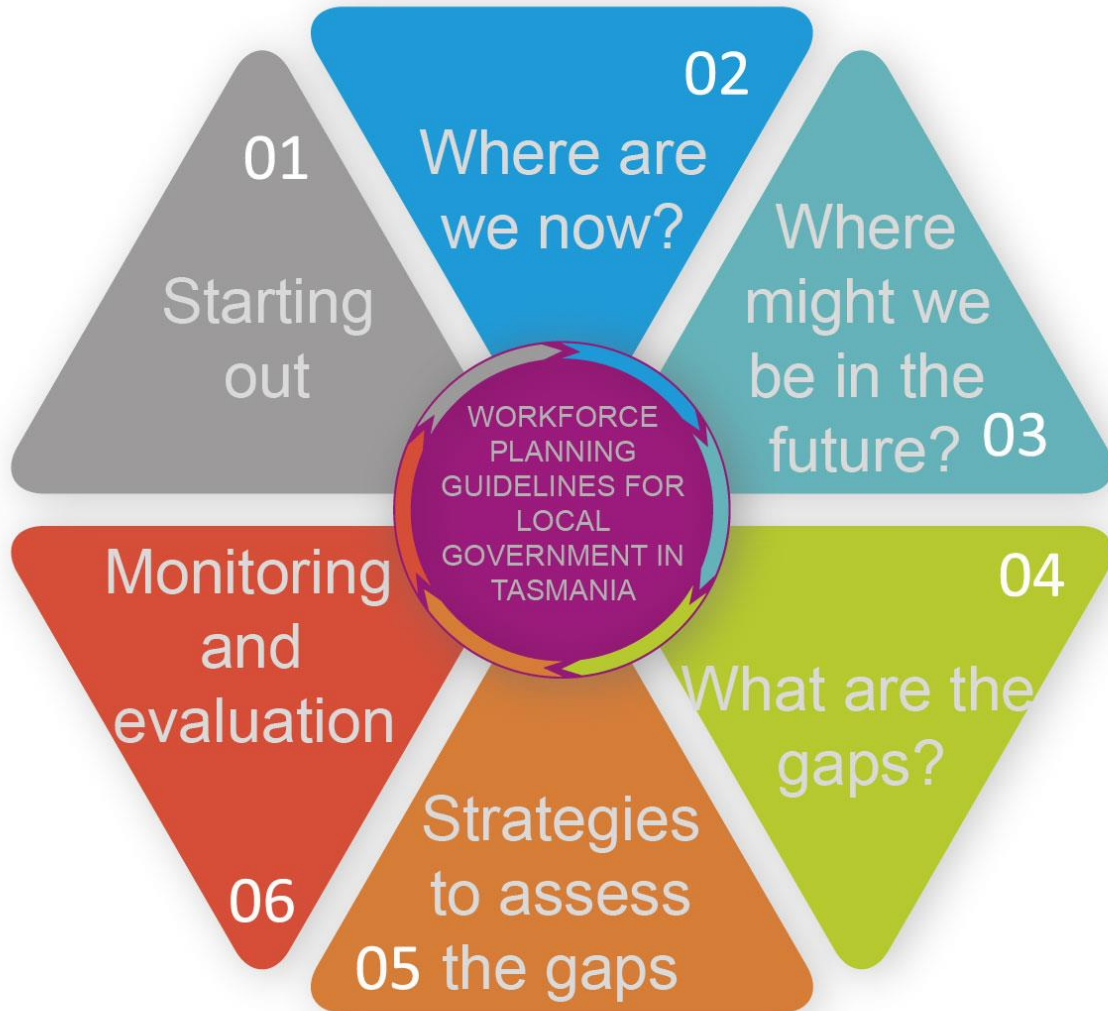 01
Starting
out
02
Where are
we now?
Where
might we
be in the
future? 03
04
What are the
gaps?
Strategies
to assess
05 the gaps
Monitoring
and
evaluation
06
WORKFORCE
PLANNING
GUIDELINES FOR
LOCAL
GOVERNMENT IN
TASMANIA